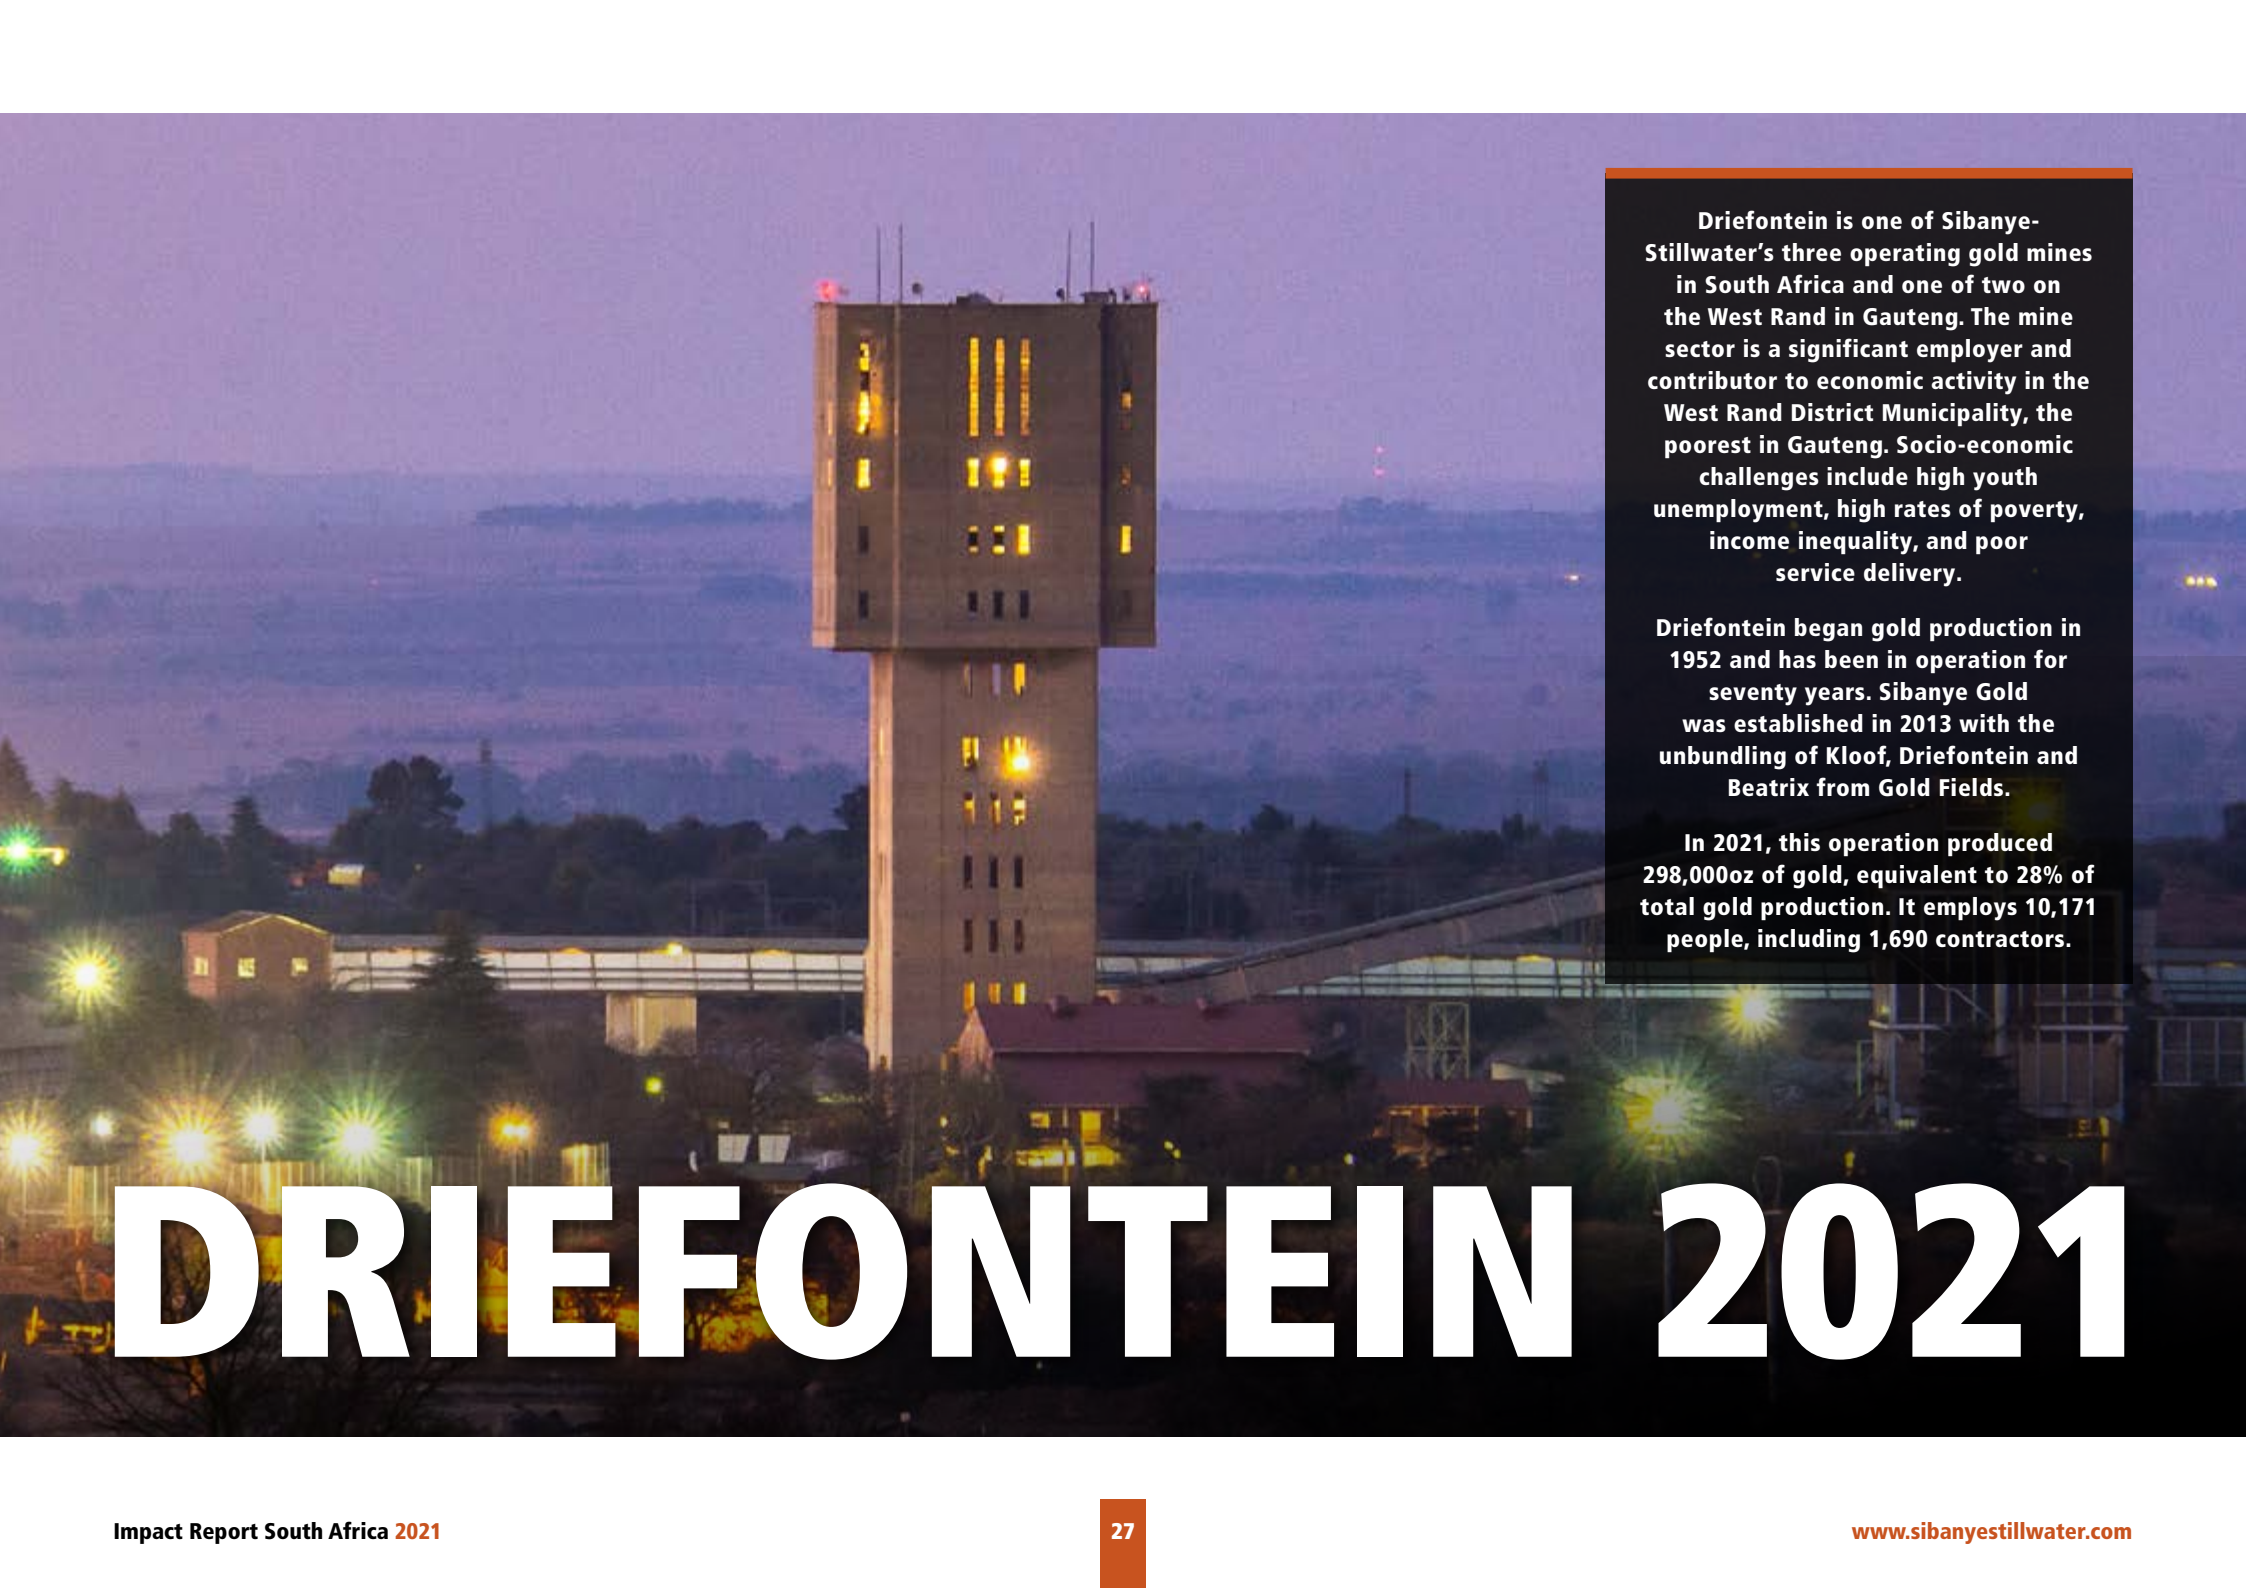 Driefontein is one of Sibanye-
Stillwater’s three operating gold mines
in South Africa and one of two on
the West Rand in Gauteng. The mine
sector is a significant employer and
contributor to economic activity in the
West Rand District Municipality, the
poorest in Gauteng. Socio-economic
challenges include high youth
unemployment, high rates of poverty,
income inequality, and poor
service delivery.
Driefontein began gold production in
1952 and has been in operation for
seventy years. Sibanye Gold
was established in 2013 with the
unbundling of Kloof, Driefontein and
Beatrix from Gold Fields.
In 2021, this operation produced
298,000oz of gold, equivalent to 28% of
total gold production. It employs 10,171
people, including 1,690 contractors.
DRIEFONTEIN 2021
Impact Report South Africa 2021
27
www.sibanyestillwater.com